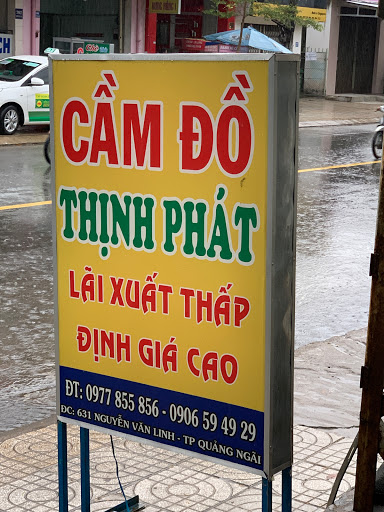 CẦM ĐỒ
THỊNH PHÁT
LÃI XUẤT THẤP
ĐỊNH GIÁ CAO
ĐT: 0977 855 856 - 0906 59 49 29
ĐC: 631 NGUYỄN VĂN LINH - TP QUẢNG NGÃI